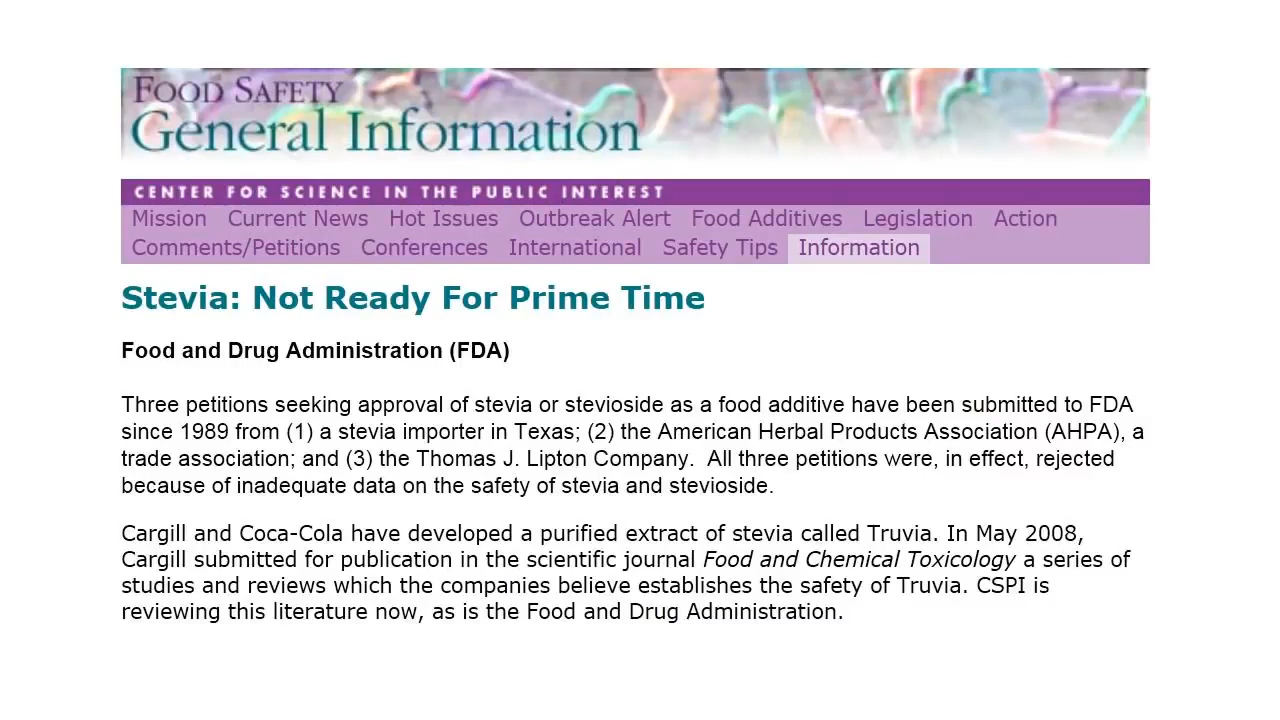 FOOD SAFETY
General Information
CENTER FOR SCIENCE IN THE PUBLIC INTEREST
Mission Current News Hot Issues Outbreak Alert Food Additives Legislation Action
Comments/Petitions Conferences International Safety Tips Information
Stevia: Not Ready For Prime Time
Food and Drug Administration (FDA)
Three petitions seeking approval of stevia or stevioside as a food additive have been submitted to FDA
since 1989 from (1) a stevia importer in Texas; (2) the American Herbal Products Association (AHPA), a
trade association; and (3) the Thomas J. Lipton Company. All three petitions were, in effect, rejected
because of inadequate data on the safety of stevia and stevioside.
Cargill and Coca-Cola have developed a purified extract of stevia called Truvia. In May 2008,
Cargill submitted for publication in the scientific journal Food and Chemical Toxicology a series of
studies and reviews which the companies believe establishes the safety of Truvia. CSPI is
reviewing this literature now, as is the Food and Drug Administration.